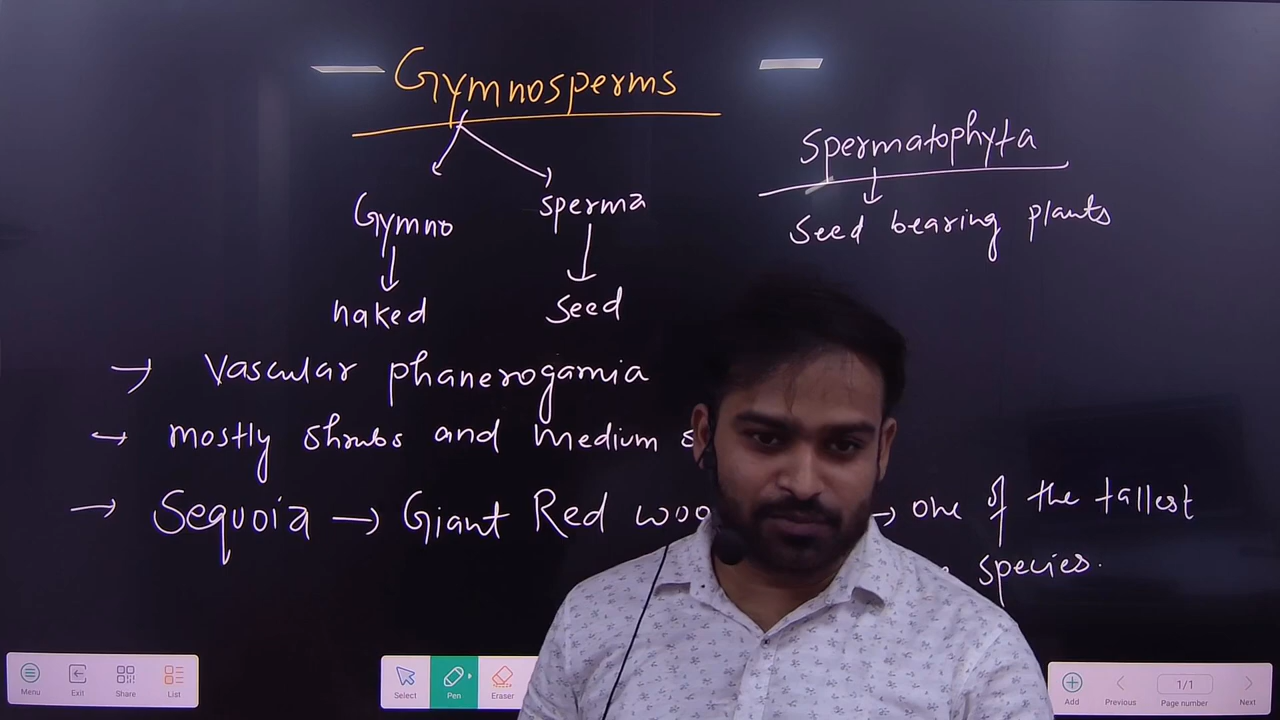 Gymnosperms
Spermatophyta
Gymno
sperma
Seed bearing plants
naked
Seed
→ Vascular phanerogamia
→ mostly shrubs and medium
→ Sequoia → Giant Red
→ one of the tallest
species.
Menu
Exit
Share
List
Select
Pen
Eraser
Add
Previous
1/1
Page number
Next